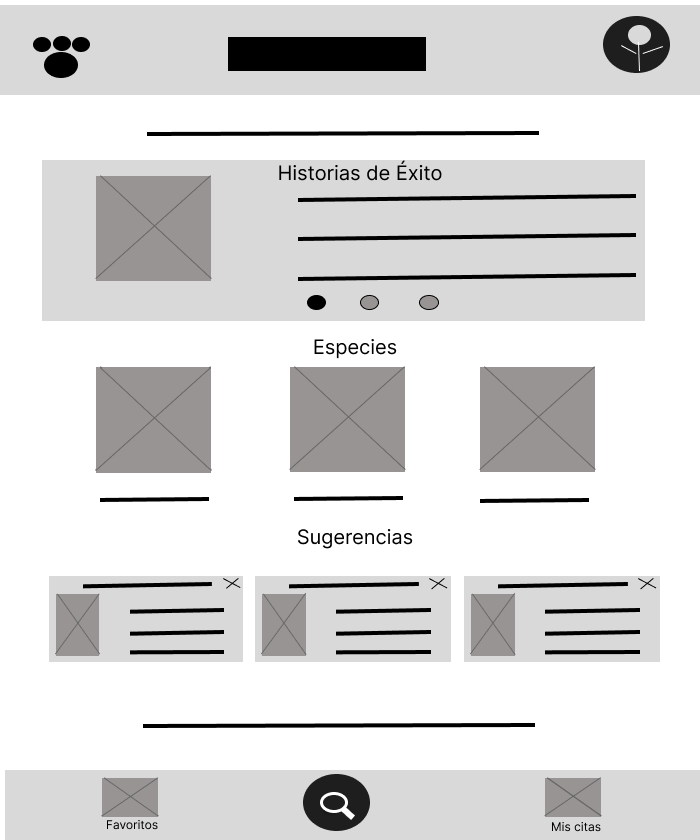 Historias de Éxito
Especies
Sugerencias
Favoritos
Mis citas